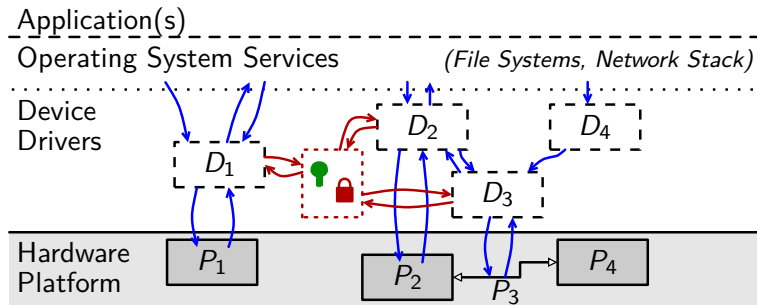 Application(s)
Operating System Services
(File Systems, Network Stack)
Device
Drivers
D₂
D₄
D₁
D₃
Hardware
Platform
P₁
P₂
P₃
P₄